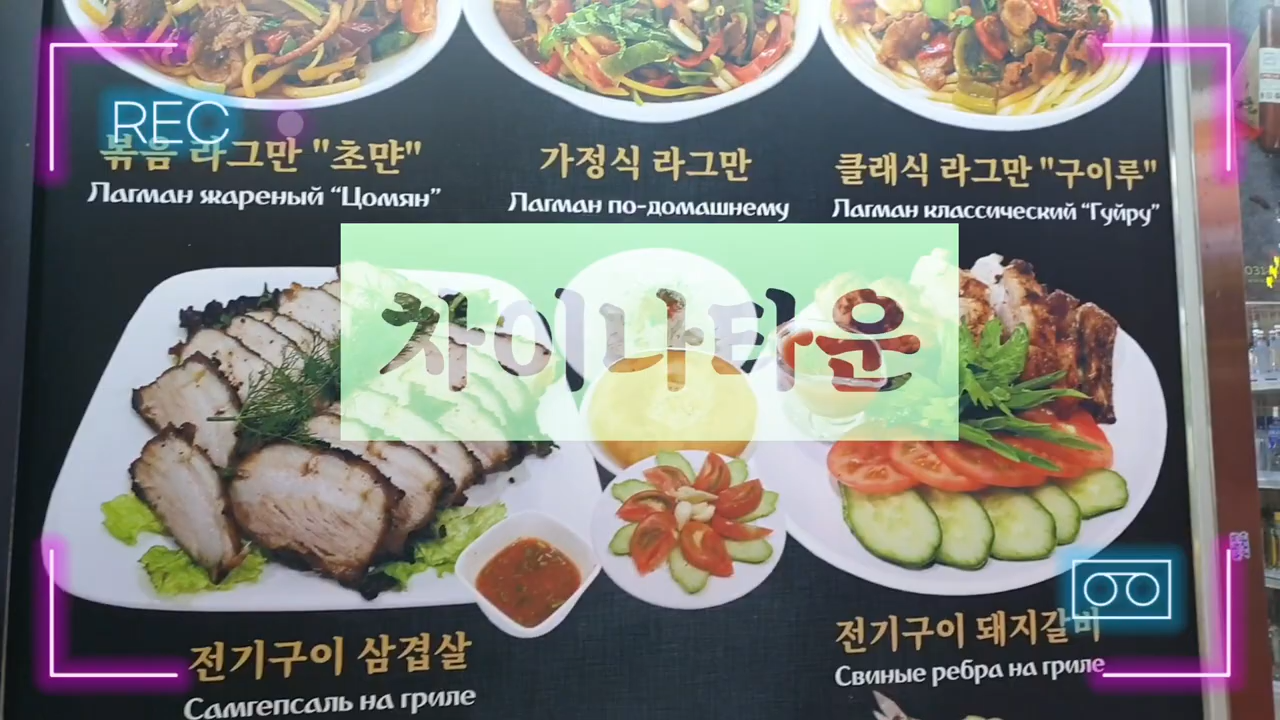 REC
볶음 라그만 "초먄"
Лагман жареный “Цомян”
가정식 라그만
Лагман по-домашнему
클래식 라그만 "구이루"
Лагман классический “Гуйру”
차이나타운
전기구이 삼겹살
Самгепсаль на гриле
전기구이 돼지갈비
Свиные ребра на гриле